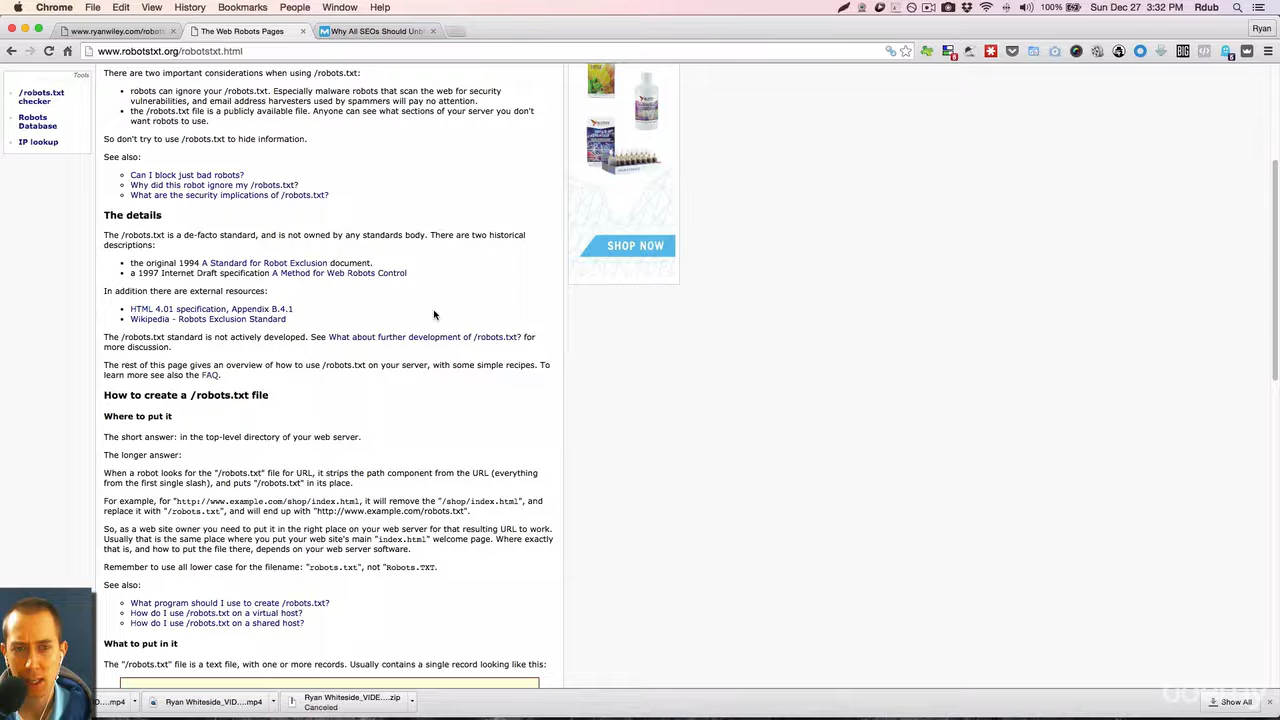 Chrome File Edit View History Bookmarks People Window Help 100% Sun Dec 27 3:32 PM Rdub
www.ryanwiley.com/robots The Web Robots Pages Why All SEOs Should Unbl Ryan
www.robotstxt.org/robotstxt.html
Tools
/robots.txt
checker
Robots
Database
IP lookup
There are two important considerations when using /robots.txt:
robots can ignore your /robots.txt. Especially malware robots that scan the web for security
vulnerabilities, and email address harvesters used by spammers will pay no attention.
the /robots.txt file is a publicly available file. Anyone can see what sections of your server you don't
want robots to use.
So don't try to use /robots.txt to hide information.
See also:
Can I block just bad robots?
Why did this robot ignore my /robots.txt?
What are the security implications of /robots.txt?
The details
The /robots.txt is a de-facto standard, and is not owned by any standards body. There are two historical
descriptions:
the original 1994 A Standard for Robot Exclusion document.
a 1997 Internet Draft specification A Method for Web Robots Control
In addition there are external resources:
HTML 4.01 specification, Appendix B.4.1
Wikipedia - Robots Exclusion Standard
The /robots.txt standard is not actively developed. See What about further development of /robots.txt? for
more discussion.
The rest of this page gives an overview of how to use /robots.txt on your server, with some simple recipes. To
learn more see also the FAQ.
How to create a /robots.txt file
Where to put it
The short answer: in the top-level directory of your web server.
The longer answer:
When a robot looks for the "/robots.txt" file for URL, it strips the path component from the URL (everything
from the first single slash), and puts "/robots.txt" in its place.
For example, for "http://www.example.com/shop/index.html, it will remove the "/shop/index.html", and
replace it with "/robots.txt", and will end up with "http://www.example.com/robots.txt".
So, as a web site owner you need to put it in the right place on your web server for that resulting URL to work.
Usually that is the same place where you put your web site's main "index.html" welcome page. Where exactly
that is, and how to put the file there, depends on your web server software.
Remember to use all lower case for the filename: "robots.txt", not "Robots.TXT.
See also:
What program should I use to create /robots.txt?
How do I use /robots.txt on a virtual host?
How do I use /robots.txt on a shared host?
What to put in it
The "/robots.txt" file is a text file, with one or more records. Usually contains a single record looking like this:
SHOP NOW
D....mp4 Ryan Whiteside_VID....mp4 Ryan Whiteside_VIDE....zip
Canceled
Show All